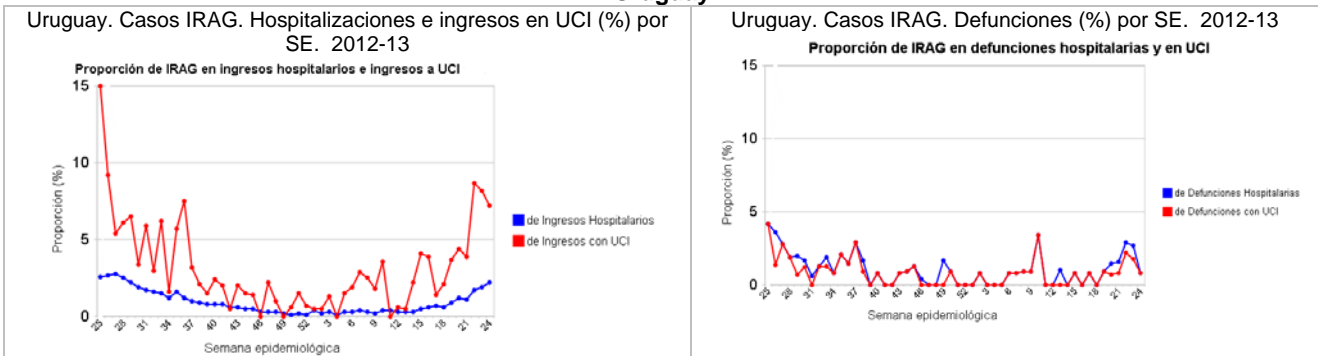 Uruguay
Uruguay. Casos IRAG. Hospitalizaciones e ingresos en UCI (%) por
SE. 2012-13
Proporción de IRAG en ingresos hospitalarios e ingresos a UCI
15
10
5
0
Proporción (%)
25 28 31 34 37 40 43 46 49 52 3 6 9 12 15 18 21 24
Semana epidemiológica
de Ingresos Hospitalarios
de Ingresos con UCI
Uruguay. Casos IRAG. Defunciones (%) por SE. 2012-13
Proporción de IRAG en defunciones hospitalarias y en UCI
15
10
5
0
Proporción (%)
25 28 31 34 37 40 43 46 49 52 3 6 9 12 15 18 21 24
Semana epidemiológica
de Defunciones Hospitalarias
de Defunciones con UCI